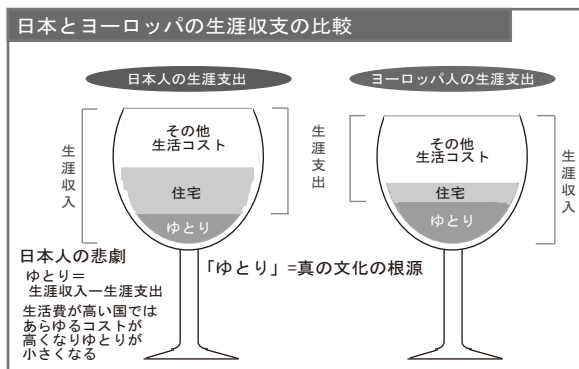 日本とヨーロッパの生涯収支の比較
日本人の生涯支出
ヨーロッパ人の生涯支出
生涯収入
その他
生活コスト
住宅
ゆとり
生涯支出
その他
生活コスト
住宅
ゆとり
生涯収入
「ゆとり」=真の文化の根源
日本人の悲劇
ゆとり＝
生涯収入ー生涯支出
生活費が高い国では
あらゆるコストが
高くなりゆとりが
小さくなる